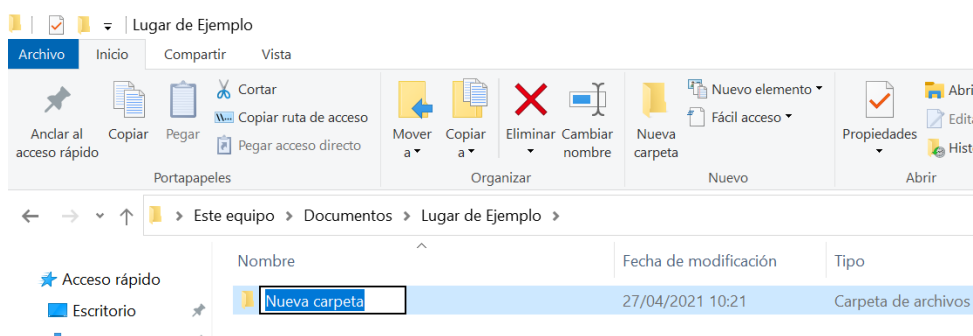 Lugar de Ejemplo
Archivo Inicio Compartir Vista
Anclar al acceso rápido
Copiar
Pegar
Cortar
Copiar ruta de acceso
Pegar acceso directo
Portapapeles
Mover a
Copiar a
Eliminar
Cambiar nombre
Organizar
Nueva carpeta
Nuevo elemento
Fácil acceso
Nuevo
Propiedades
Abri
Edita
Hist
Abrir
Este equipo > Documentos > Lugar de Ejemplo >
Nombre Fecha de modificación Tipo
Acceso rápido
Nueva carpeta 27/04/2021 10:21 Carpeta de archivos
Escritorio